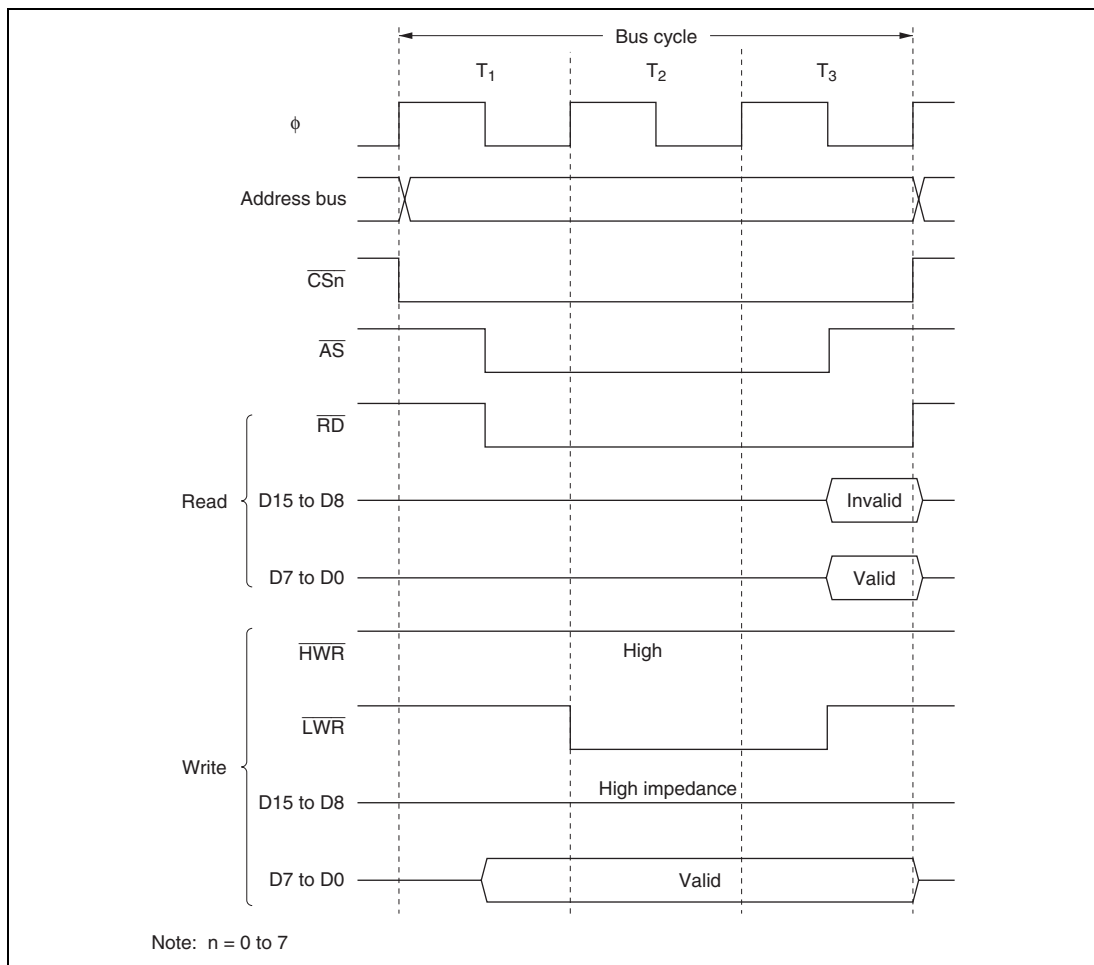 Bus cycle
T1 T2 T3
φ
Address bus
CSn
AS
RD
Read D15 to D8 Invalid
D7 to D0 Valid
HWR High
LWR
Write
D15 to D8 High impedance
D7 to D0 Valid
Note: n = 0 to 7